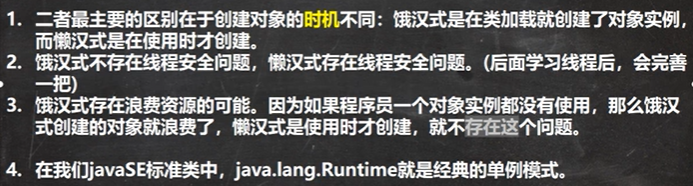 1. 二者最主要的区别在于创建对象的时机不同：饿汉式是在类加载就创建了对象实例，
而懒汉式是在使用时才创建。
2. 饿汉式不存在线程安全问题，懒汉式存在线程安全问题。(后面学习线程后，会完善
一把)
3. 饿汉式存在浪费资源的可能。因为如果程序员一个对象实例都没有使用，那么饿汉
式创建的对象就浪费了，懒汉式是使用时才创建，就不存在这个问题。
4. 在我们javaSE标准类中，java.lang.Runtime就是经典的单例模式。